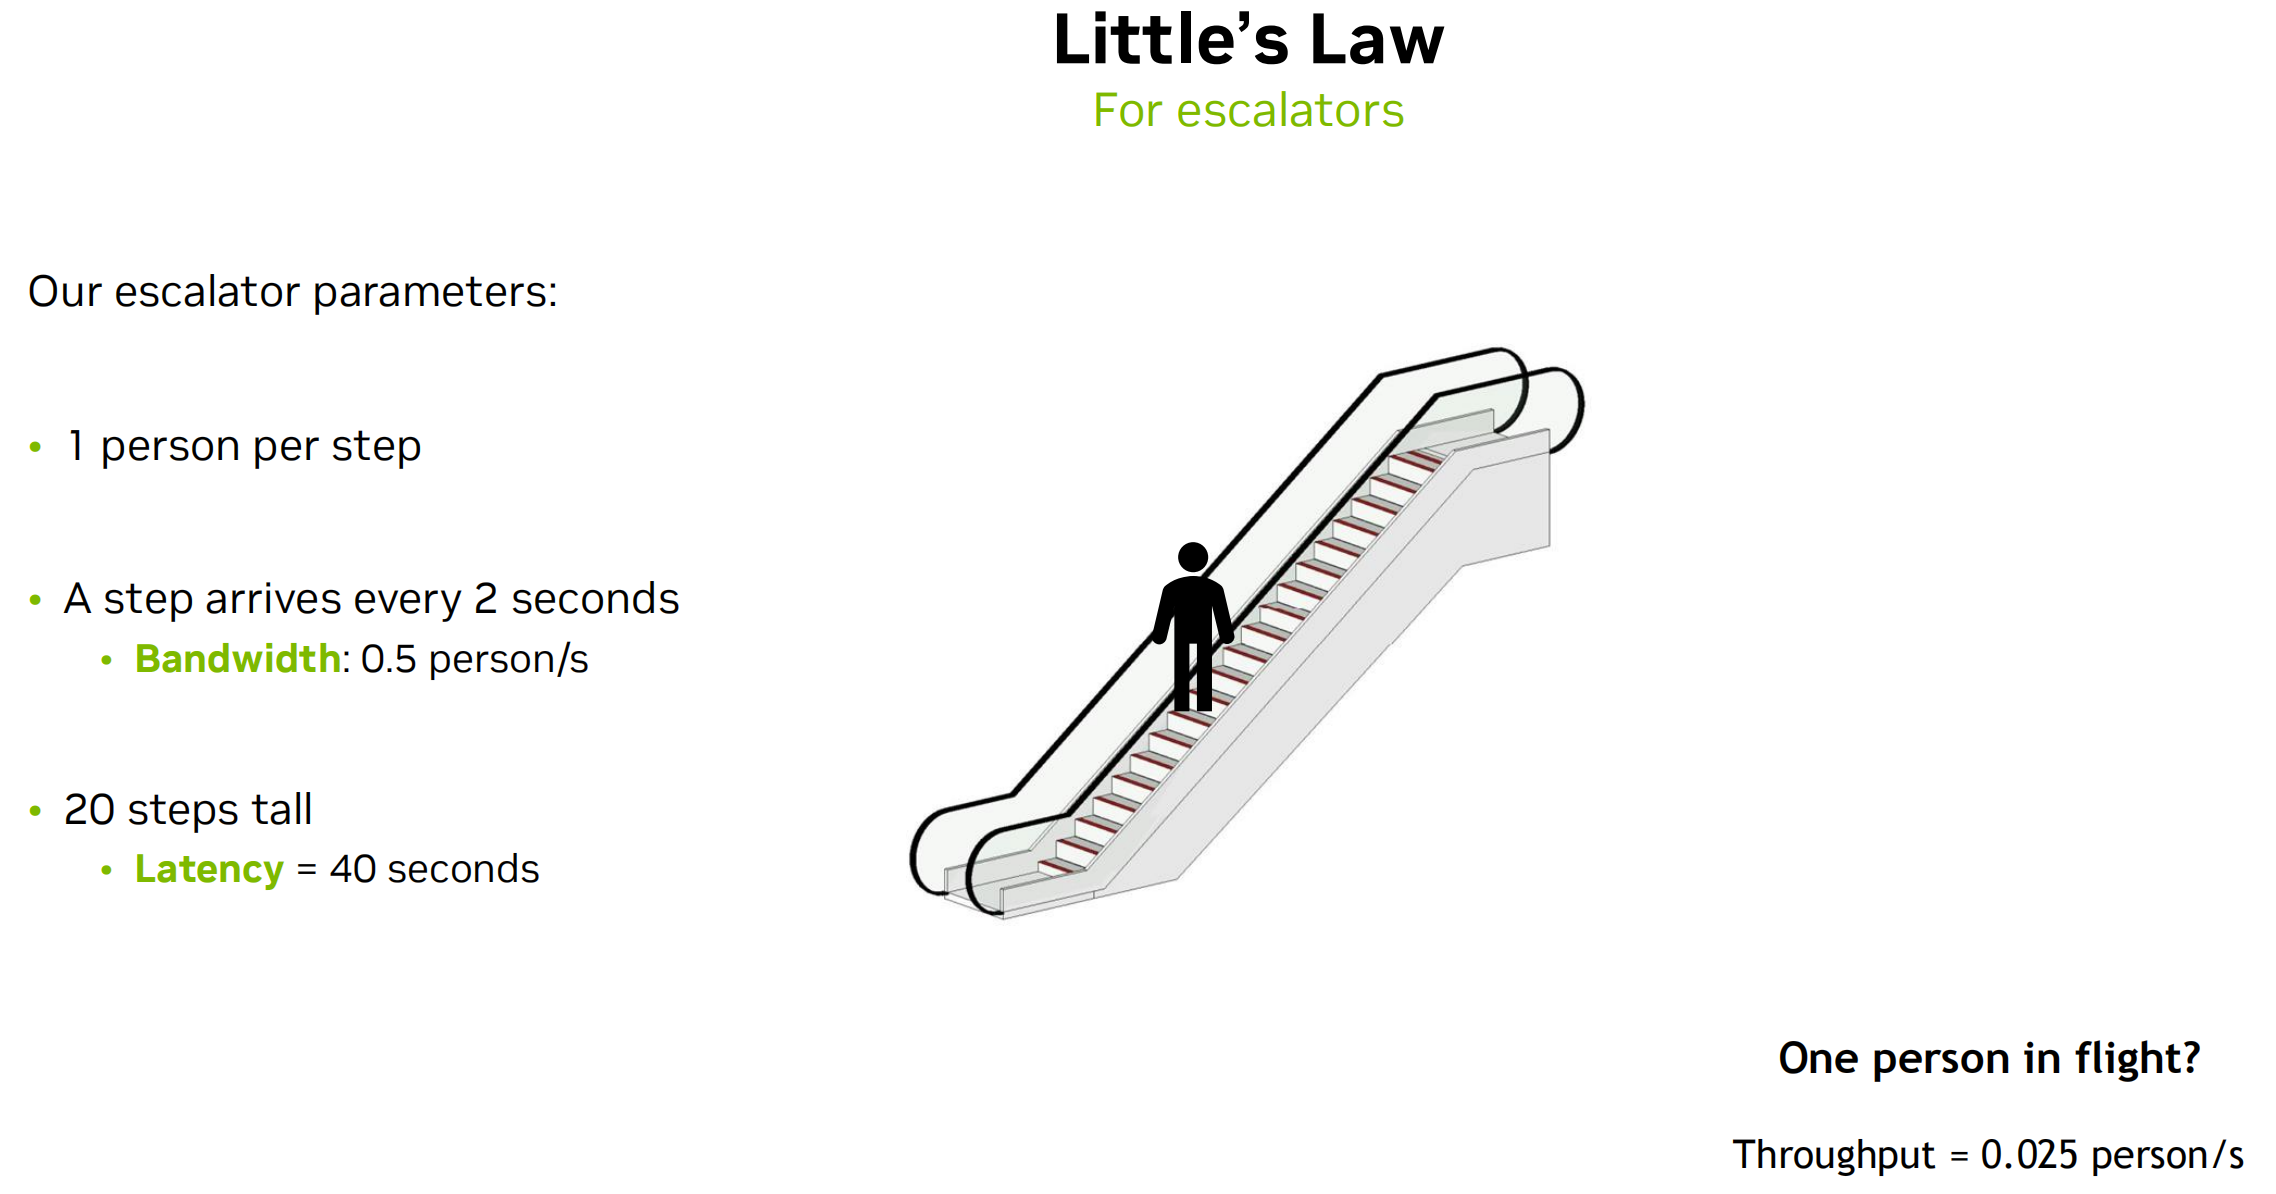 Little’s Law
For escalators
Our escalator parameters:
• 1 person per step
• A step arrives every 2 seconds
• Bandwidth: 0.5 person/s
• 20 steps tall
• Latency = 40 seconds
One person in flight?
Throughput = 0.025 person/s